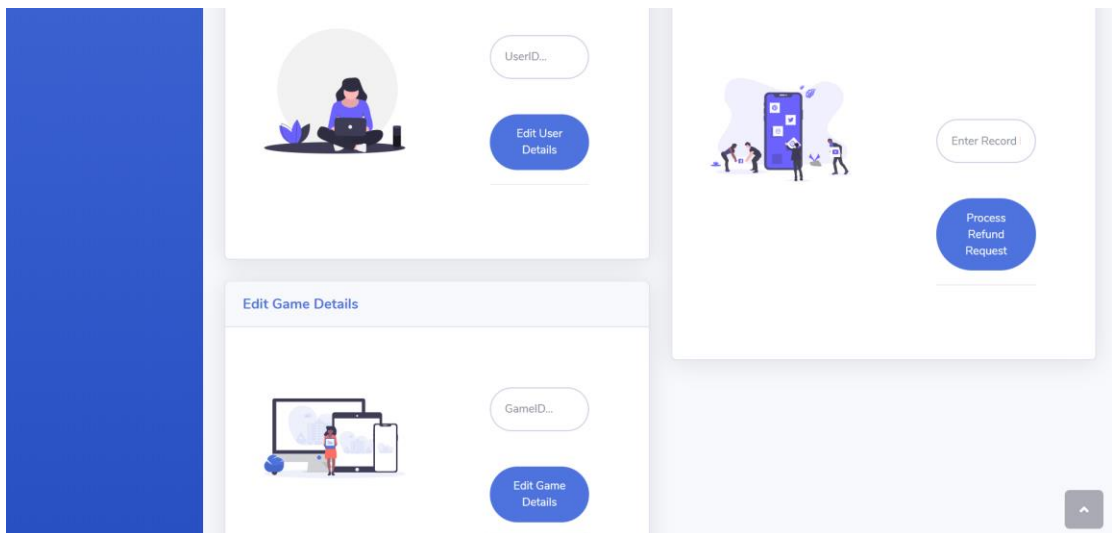 UserID...
Edit User
Details
Enter Record
Process
Refund
Request
Edit Game Details
GameID...
Edit Game
Details